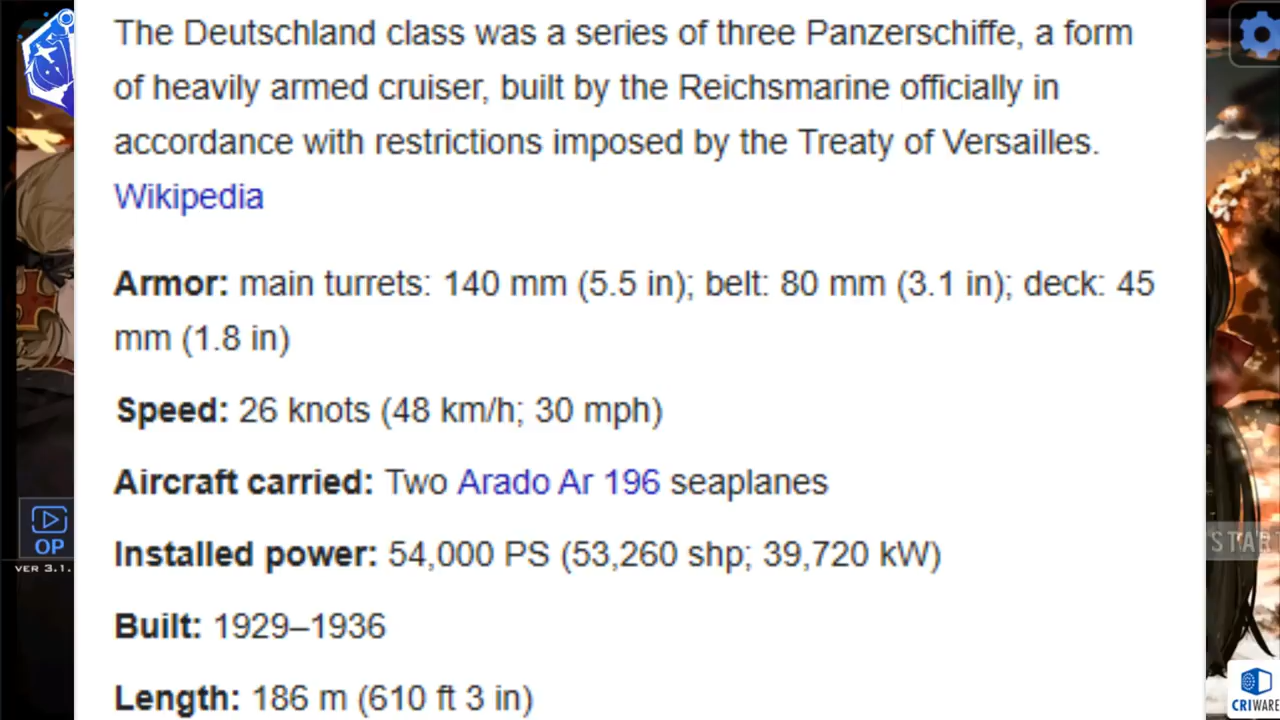 The Deutschland class was a series of three Panzerschiffe, a form
of heavily armed cruiser, built by the Reichsmarine officially in
accordance with restrictions imposed by the Treaty of Versailles.
Wikipedia
Armor: main turrets: 140 mm (5.5 in); belt: 80 mm (3.1 in); deck: 45
mm (1.8 in)
Speed: 26 knots (48 km/h; 30 mph)
Aircraft carried: Two Arado Ar 196 seaplanes
OP
Installed power: 54,000 PS (53,260 shp; 39,720 kW)
STAR
VER 3.1.
Built: 1929–1936
Length: 186 m (610 ft 3 in)
CRIWARE